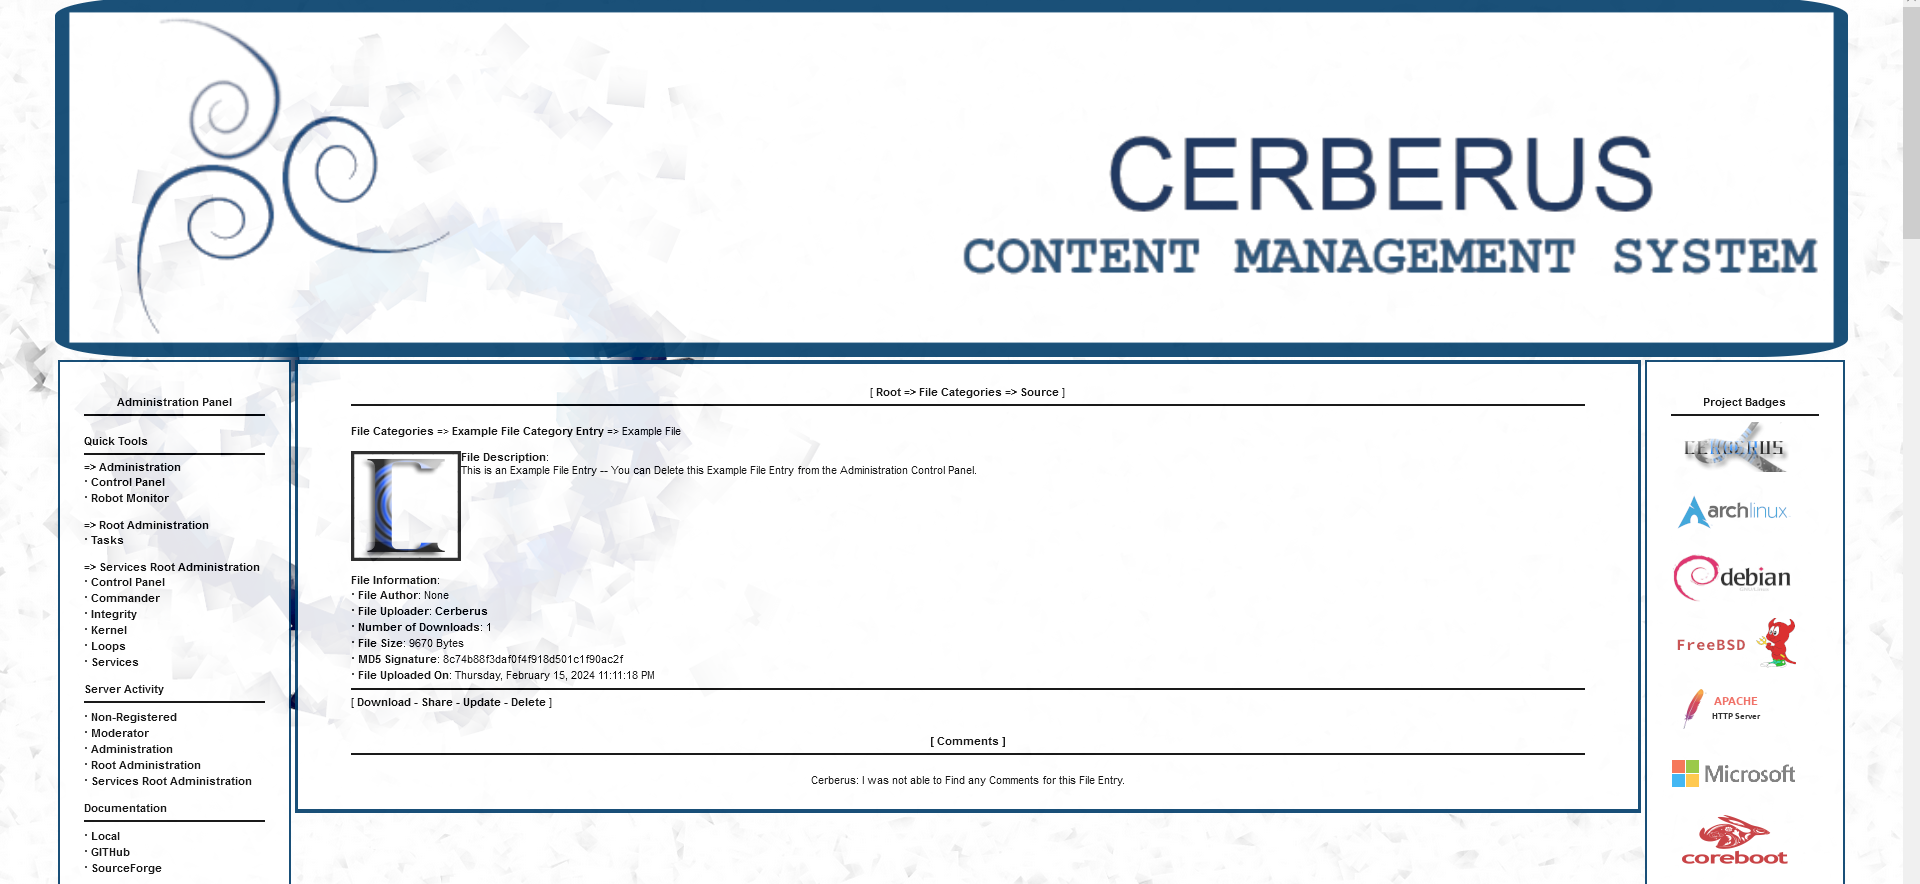 CERBERUS
CONTENT MANAGEMENT SYSTEM
Administration Panel
Quick Tools
=> Administration
· Control Panel
· Robot Monitor
=> Root Administration
· Tasks
=> Services Root Administration
· Control Panel
· Commander
· Integrity
· Kernel
· Loops
· Services
Server Activity
· Non-Registered
· Moderator
· Administration
· Root Administration
· Services Root Administration
Documentation
· Local
· GITHub
· SourceForge
[ Root => File Categories => Source ]
File Categories => Example File Category Entry => Example File
File Description:
This is an Example File Entry -- You can Delete this Example File Entry from the Administration Control Panel.
File Information:
· File Author: None
· File Uploader: Cerberus
· Number of Downloads: 1
· File Size: 9670 Bytes
· MD5 Signature: 8c74b88f3daf0f4f918d501c1f90ac2f
· File Uploaded On: Thursday, February 15, 2024 11:11:18 PM
[ Download - Share - Update - Delete ]
[ Comments ]
Cerberus: I was not able to Find any Comments for this File Entry.
Project Badges
CERBERUS
archlinux
debian
FreeBSD
APACHE
HTTP Server
Microsoft
coreboot